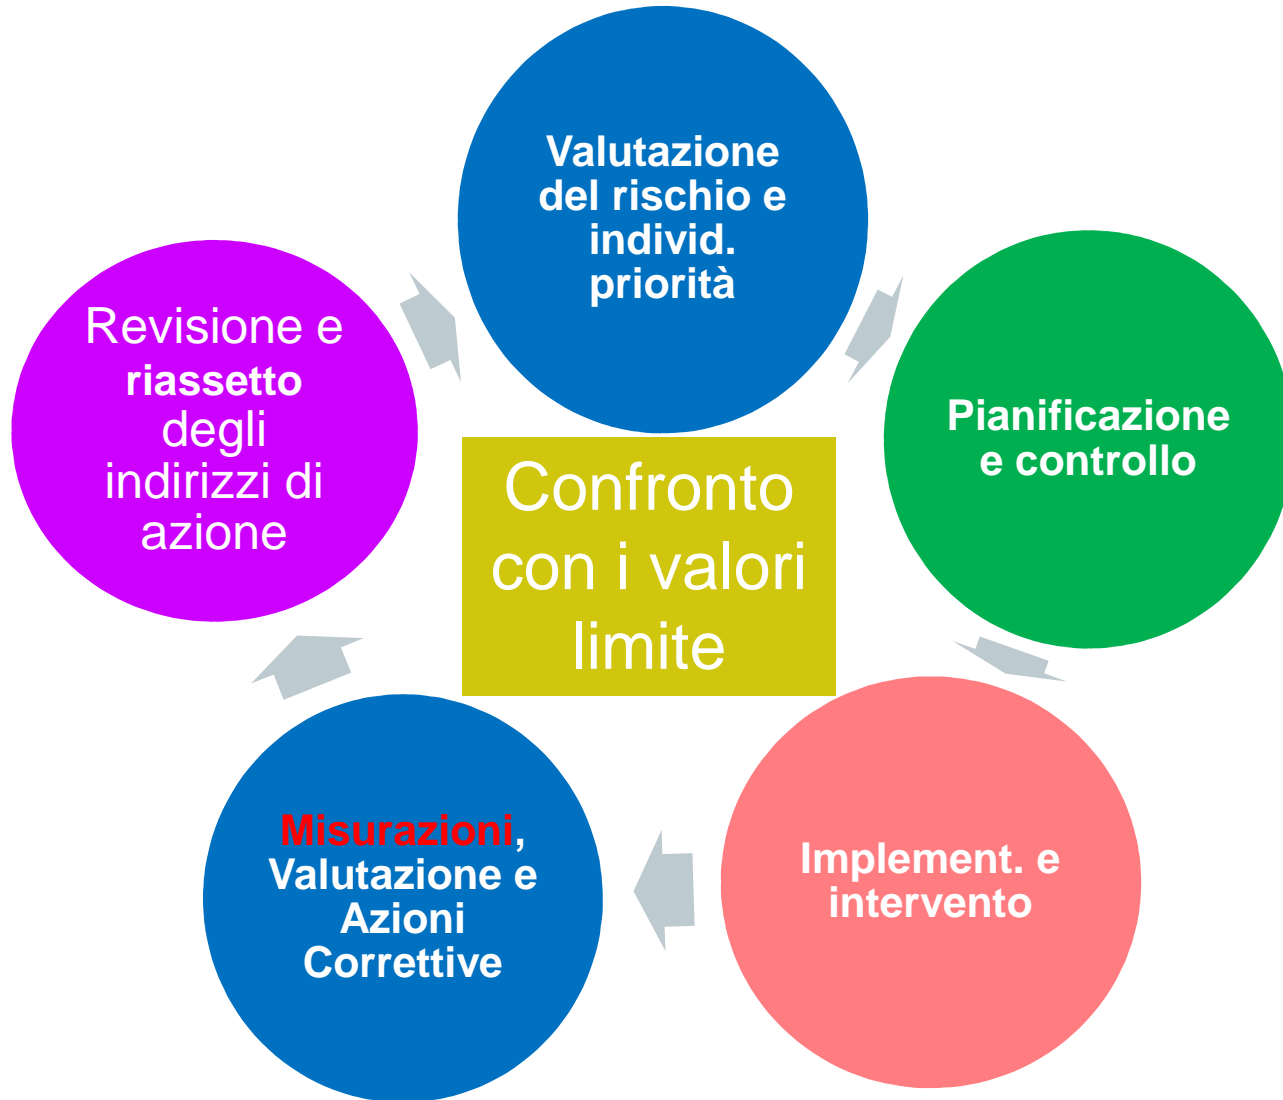 Valutazione
del rischio e
individ.
priorità
Pianificazione
e controllo
Implement. e
intervento
Misurazioni,
Valutazione e
Azioni
Correttive
Revisione e
riassetto
degli
indirizzi di
azione
Confronto
con i valori
limite